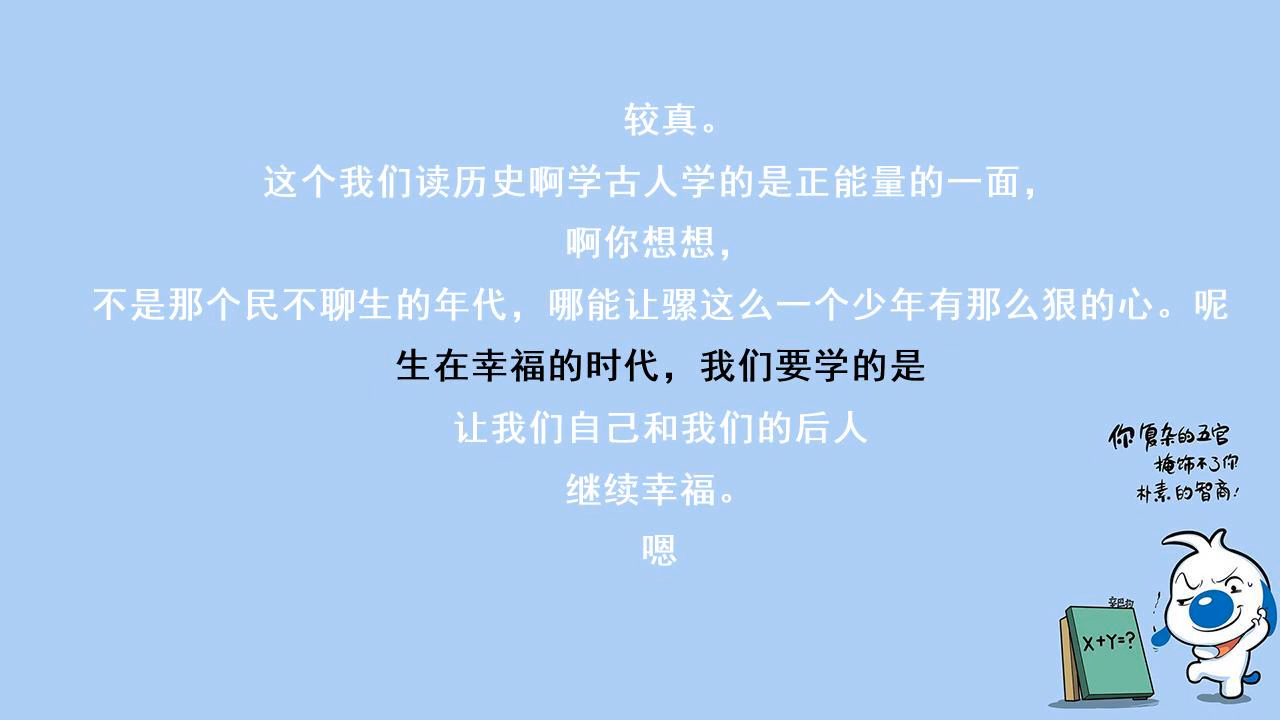 较真。
这个我们读历史啊学古人学的是正能量的一面，
啊你想想，
不是那个民不聊生的年代，哪能让骡这么一个少年有那么狠的心。呢
生在幸福的时代，我们要学的是
让我们自己和我们的后人
继续幸福。
嗯
你复杂的五官
掩饰不了你
朴素的智商！
辛巴狗
X+Y=?